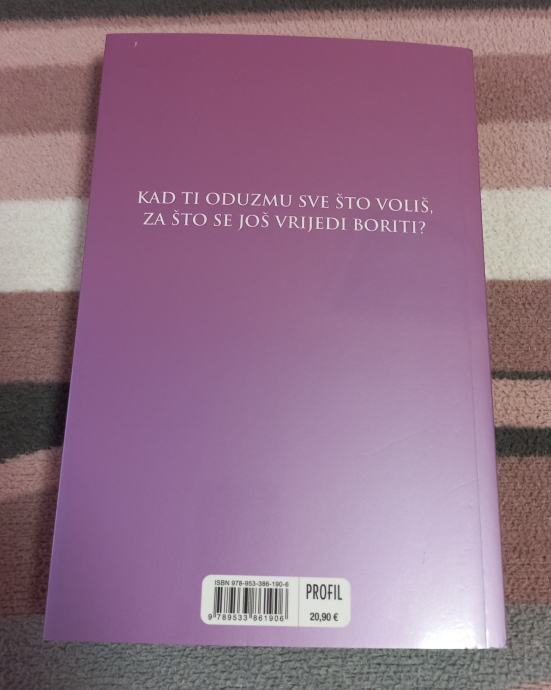 KAD TI ODUZMU SVE ŠTO VOLIŠ,
ZA ŠTO SE JOŠ VRIJEDI BORITI?
ISBN 978-953-386-190-6
9 789533 861906
PROFIL
20,90 €